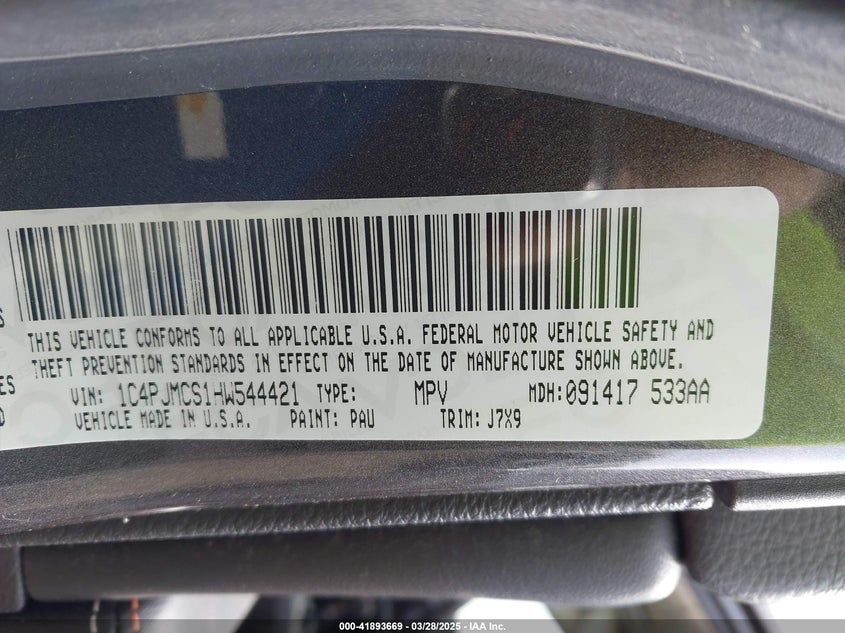 S
THIS VEHICLE CONFORMS TO ALL APPLICABLE U.S.A. FEDERAL MOTOR VEHICLE SAFETY AND
THEFT PREVENTION STANDARDS IN EFFECT ON THE DATE OF MANUFACTURE SHOWN ABOVE.
ES
VIN: 1C4PJMCS1HW544421 TYPE: MPV MDH:091417 533AA
D
VEHICLE MADE IN U.S.A. PAINT: PAU TRIM: J7X9
000-41893669 - 03/28/2025 - IAA Inc.